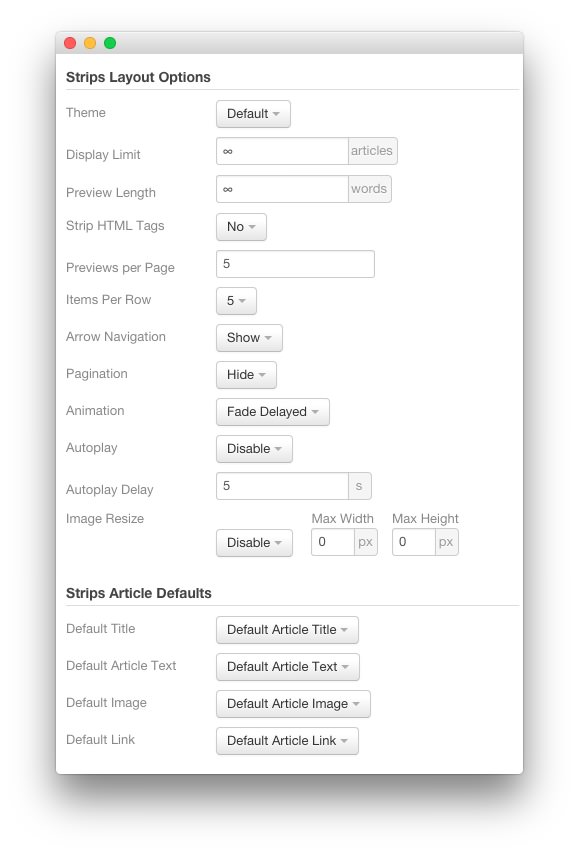 Strips Layout Options
Theme Default
Display Limit ∞ articles
Preview Length ∞ words
Strip HTML Tags No
Previews per Page 5
Items Per Row 5
Arrow Navigation Show
Pagination Hide
Animation Fade Delayed
Autoplay Disable
Autoplay Delay 5 s
Image Resize Max Width Max Height
Disable 0 px 0 px
Strips Article Defaults
Default Title Default Article Title
Default Article Text Default Article Text
Default Image Default Article Image
Default Link Default Article Link